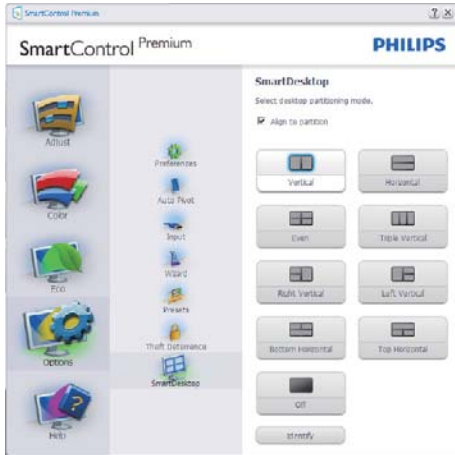 SmartControl Premium
SmartControl Premium
PHILIPS
Adjust
Color
Eco
Options
Help
Preferences
Auto Pivot
Input
Wizard
Presets
Theft Deterrence
SmartDesktop
SmartDesktop
Select desktop partitioning mode.
Align to partition
Vertical
Horizontal
Even
Triple Vertical
Right Vertical
Left Vertical
Bottom Horizontal
Top Horizontal
Off
Identify